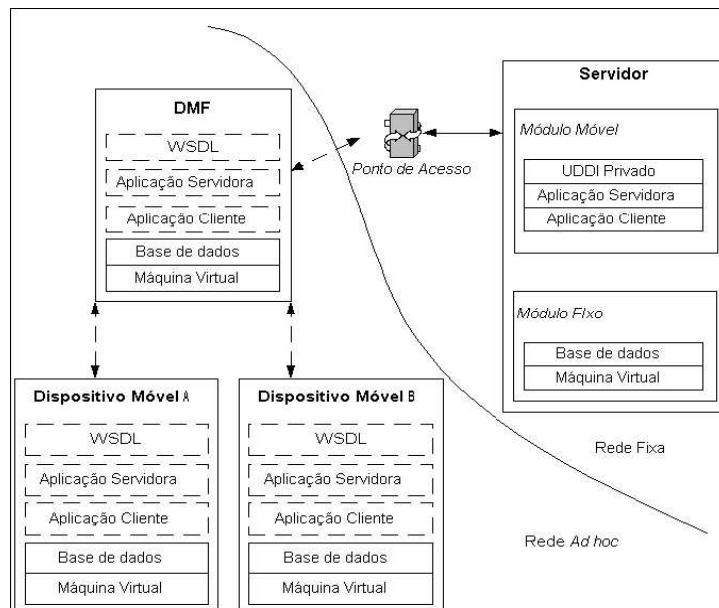 DMF
WSDL
Aplicação Servidora
Aplicação Cliente
Base de dados
Máquina Virtual
Ponto de Acesso
Servidor
Módulo Móvel
UDDI Privado
Aplicação Servidora
Aplicação Cliente
Módulo FIxo
Base de dados
Máquina Virtual
Dispositivo Móvel A
WSDL
Aplicação Servidora
Aplicação Cliente
Base de dados
Máquina Virtual
Dispositivo Móvel B
WSDL
Aplicação Servidora
Aplicação Cliente
Base de dados
Máquina Virtual
Rede Fixa
Rede Ad hoc